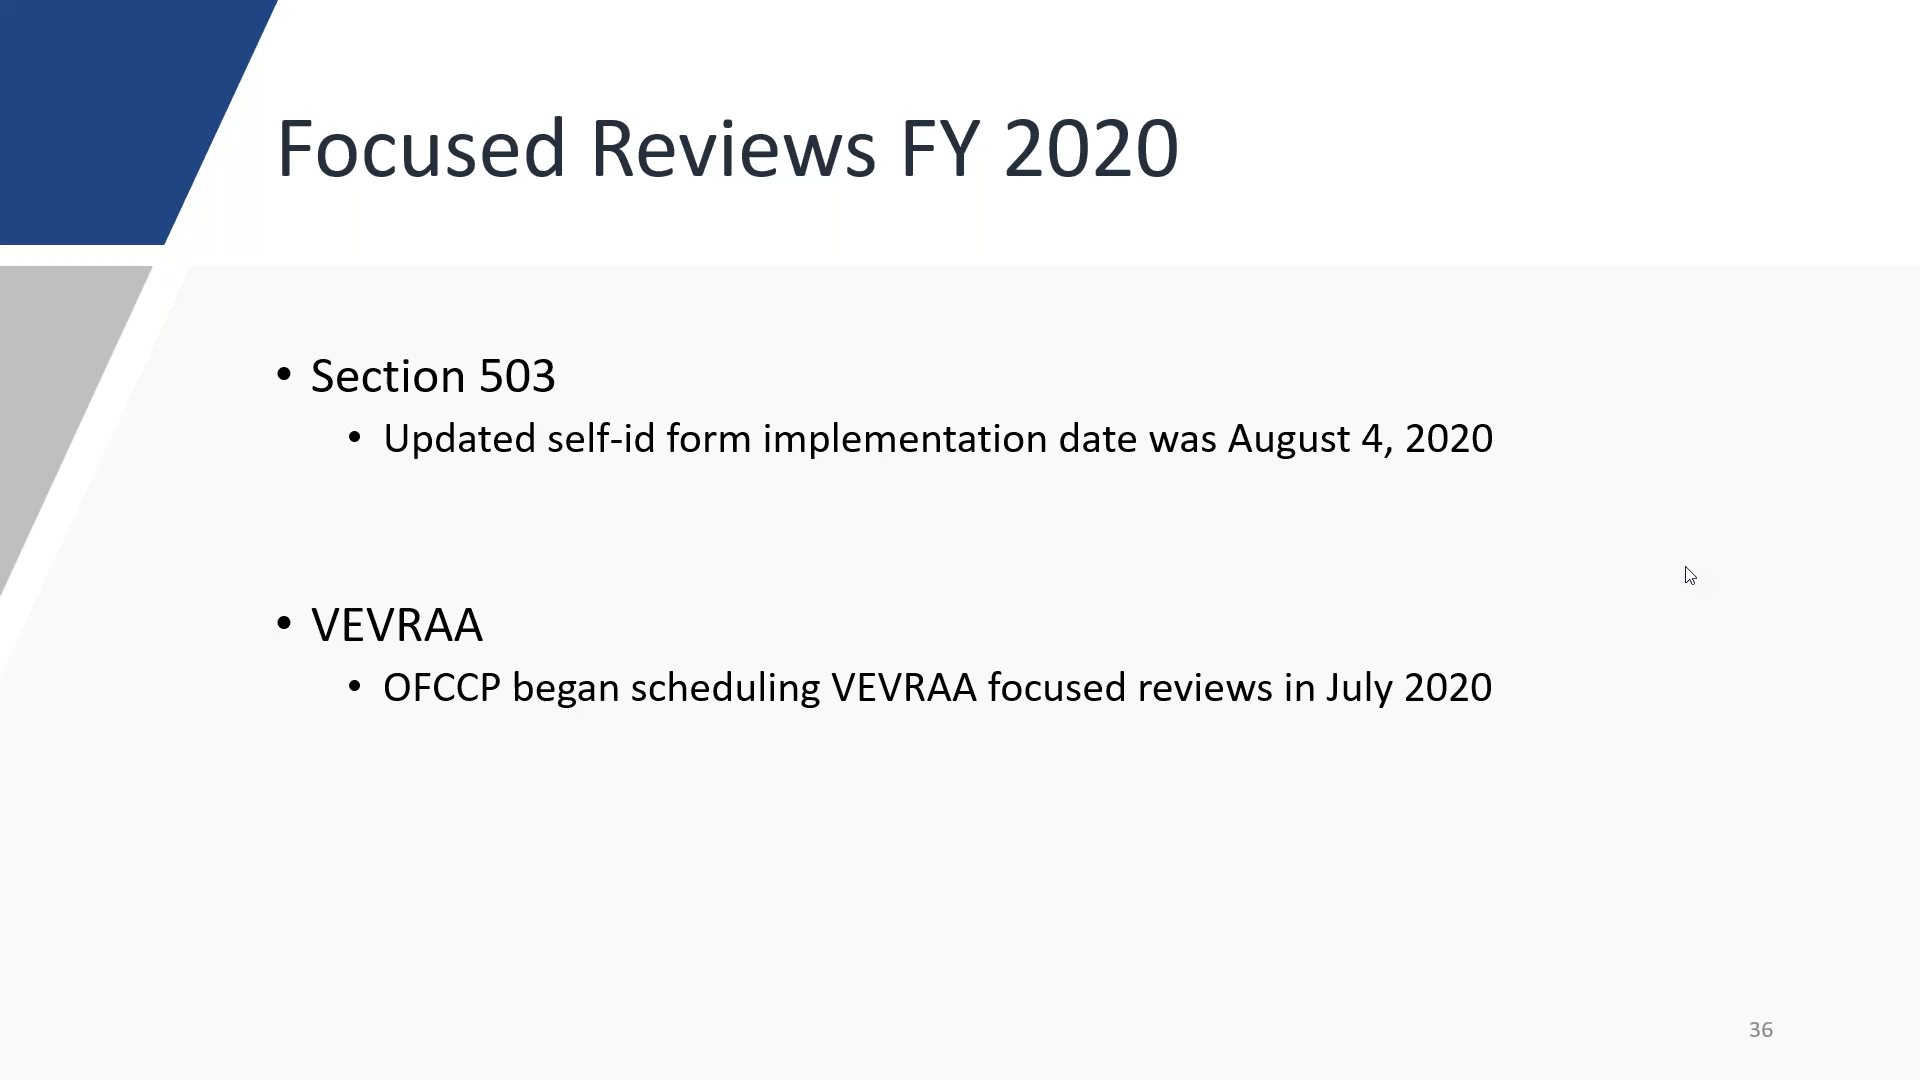 Focused Reviews FY 2020
• Section 503
• Updated self-id form implementation date was August 4, 2020
• VEVRAA
• OFCCP began scheduling VEVRAA focused reviews in July 2020
36